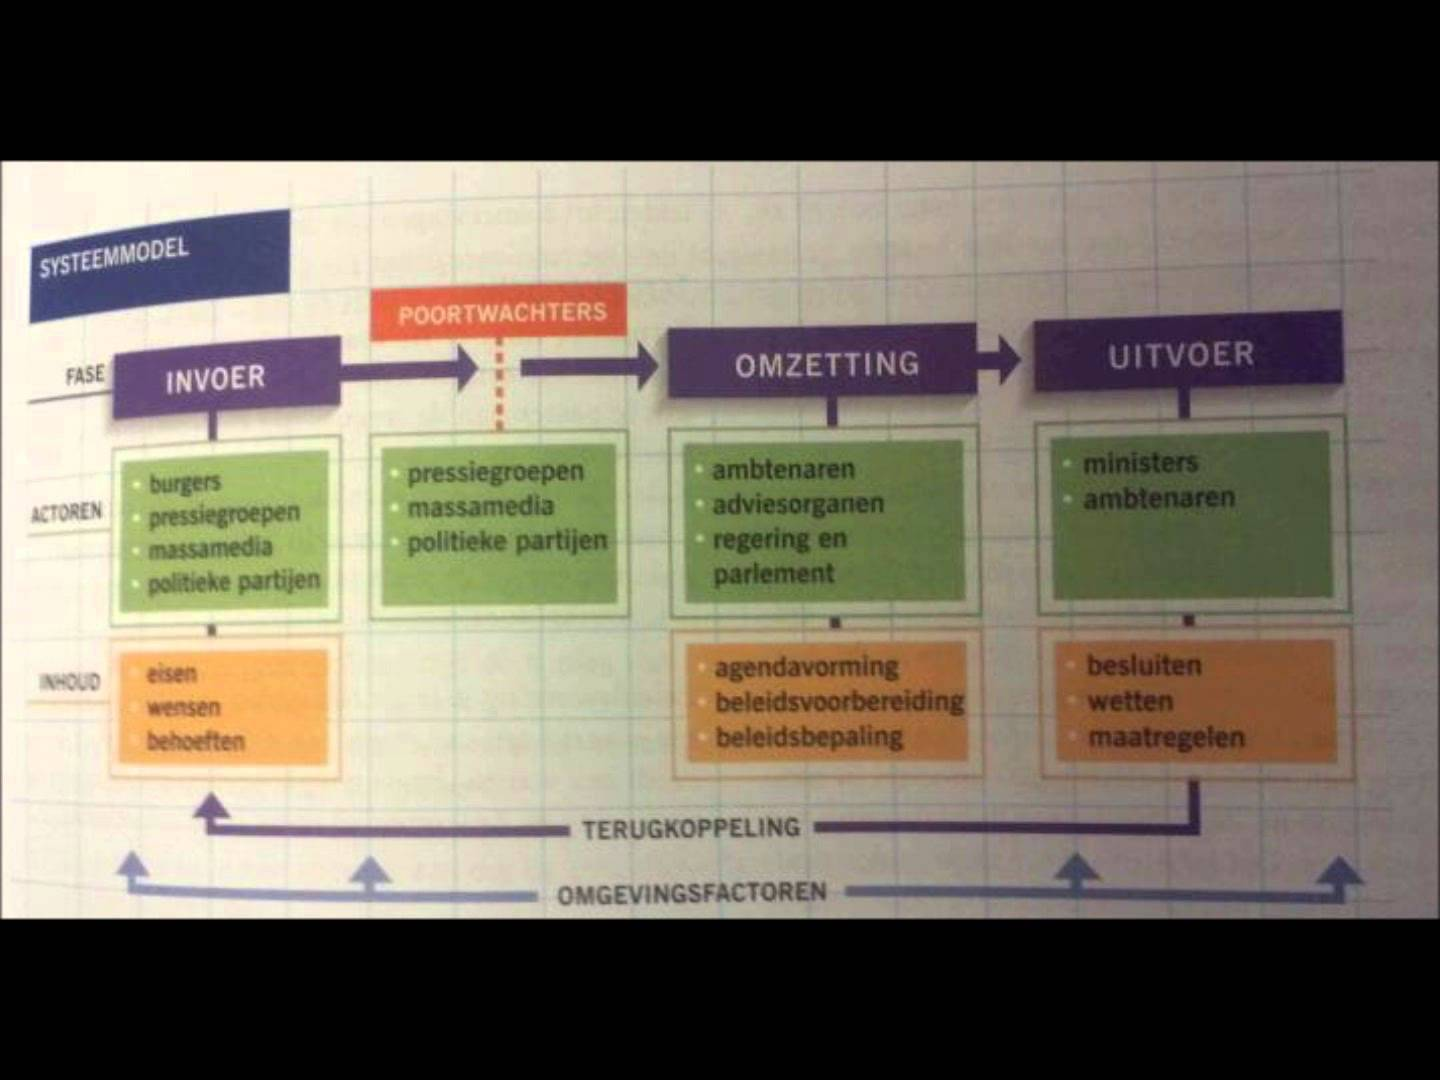 SYSTEEMMODEL
POORTWACHTERS
FASE
INVOER
OMZETTING
UITVOER
ACTOREN
burgers
pressiegroepen
massamedia
politieke partijen
pressiegroepen
massamedia
politieke partijen
ambtenaren
adviesorganen
regering en
parlement
ministers
ambtenaren
INHOUD
eisen
wensen
behoeften
agendavorming
beleidsvoorbereiding
beleidsbepaling
besluiten
wetten
maatregelen
TERUGKOPPELING
OMGEVINGSFACTOREN